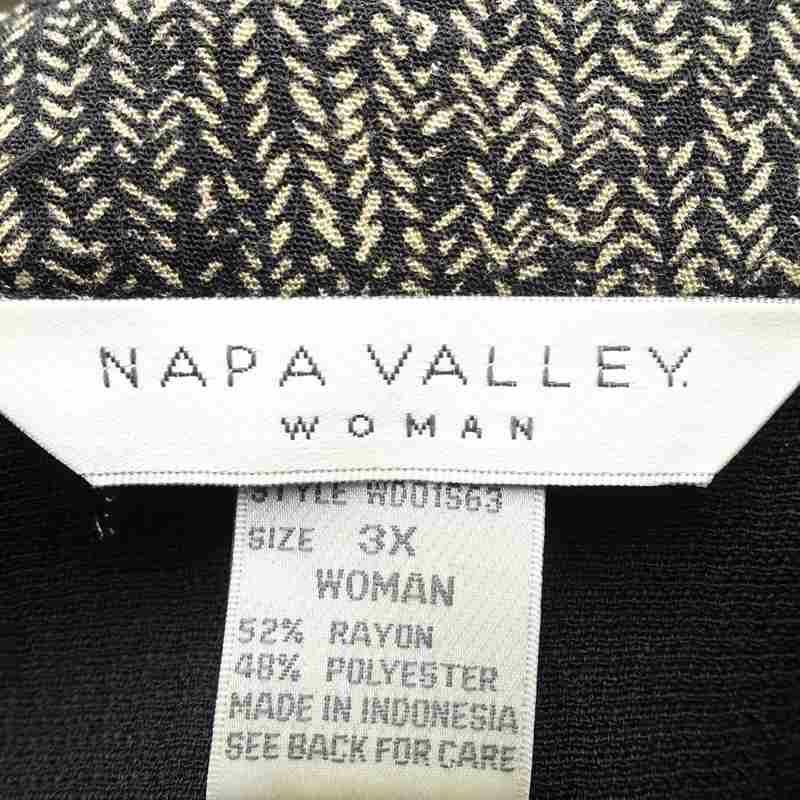 NAPA VALLEY.
WOMAN
STYLE WD01563
SIZE 3X
WOMAN
52% RAYON
48% POLYESTER
MADE IN INDONESIA
SEE BACK FOR CARE